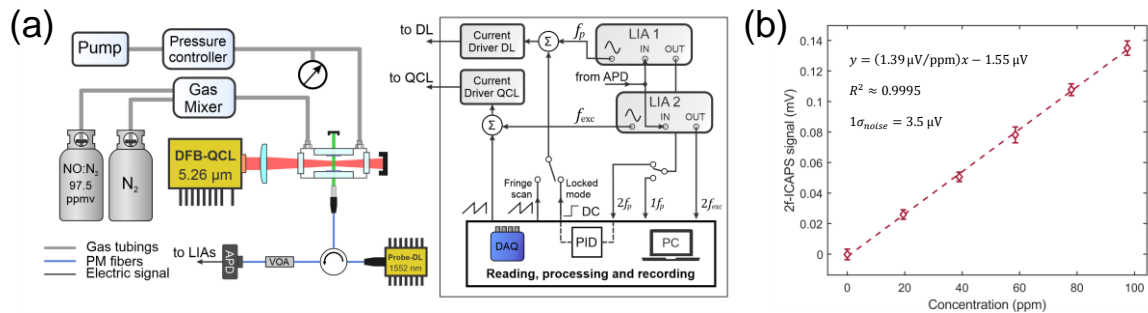 (a)
Pump
Pressure
controller
Gas
Mixer
NO:N₂
97.5
ppmv
N₂
DFB-QCL
5.26 µm
Gas tubings
PM fibers
Electric signal
to LIAs
APD
VOA
Probe-DL
1552 nm
to DL
Current
Driver DL
Σ
fₚ
LIA 1
IN
OUT
to QCL
Current
Driver QCL
from APD
LIA 2
IN
OUT
Σ
f_exc
Fringe
scan
Locked
mode
DC
2fₚ
1fₚ
2f_exc
DAQ
PID
PC
Reading, processing and recording
(b)
y = (1.39 µV/ppm)x − 1.55 µV
R² ≈ 0.9995
1σ_noise = 3.5 µV
2f-ICAPS signal (mV)
0.14
0.12
0.10
0.08
0.06
0.04
0.02
0
0
20
40
60
80
100
Concentration (ppm)